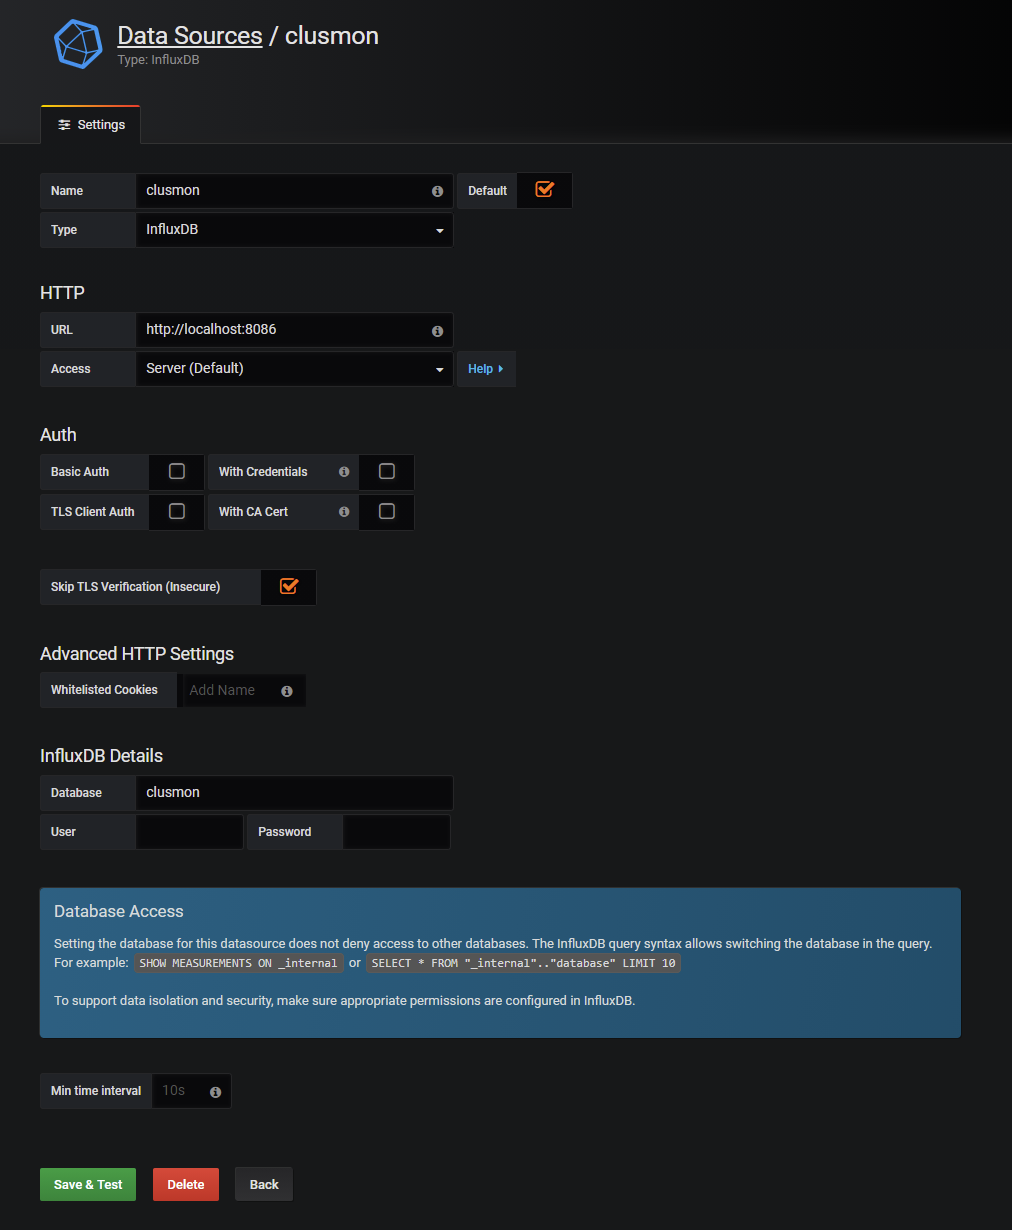 Data Sources / clusmon
Type: InfluxDB
Settings
Name clusmon Default
Type InfluxDB
HTTP
URL http://localhost:8086
Access Server (Default) Help
Auth
Basic Auth With Credentials
TLS Client Auth With CA Cert
Skip TLS Verification (Insecure)
Advanced HTTP Settings
Whitelisted Cookies Add Name
InfluxDB Details
Database clusmon
User Password
Database Access
Setting the database for this datasource does not deny access to other databases. The InfluxDB query syntax allows switching the database in the query.
For example: SHOW MEASUREMENTS ON _internal or SELECT * FROM "_internal".."database" LIMIT 10
To support data isolation and security, make sure appropriate permissions are configured in InfluxDB.
Min time interval 10s
Save & Test Delete Back